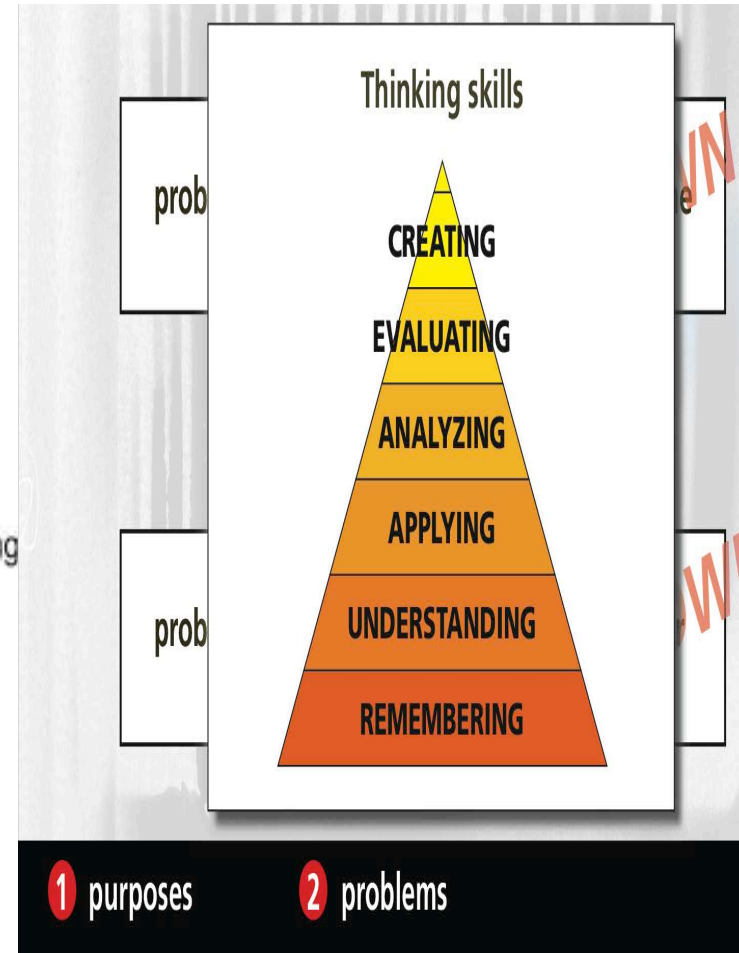 Thinking skills
prob
CREATING
EVALUATING
ANALYZING
APPLYING
UNDERSTANDING
prob
REMEMBERING
1 purposes 2 problems